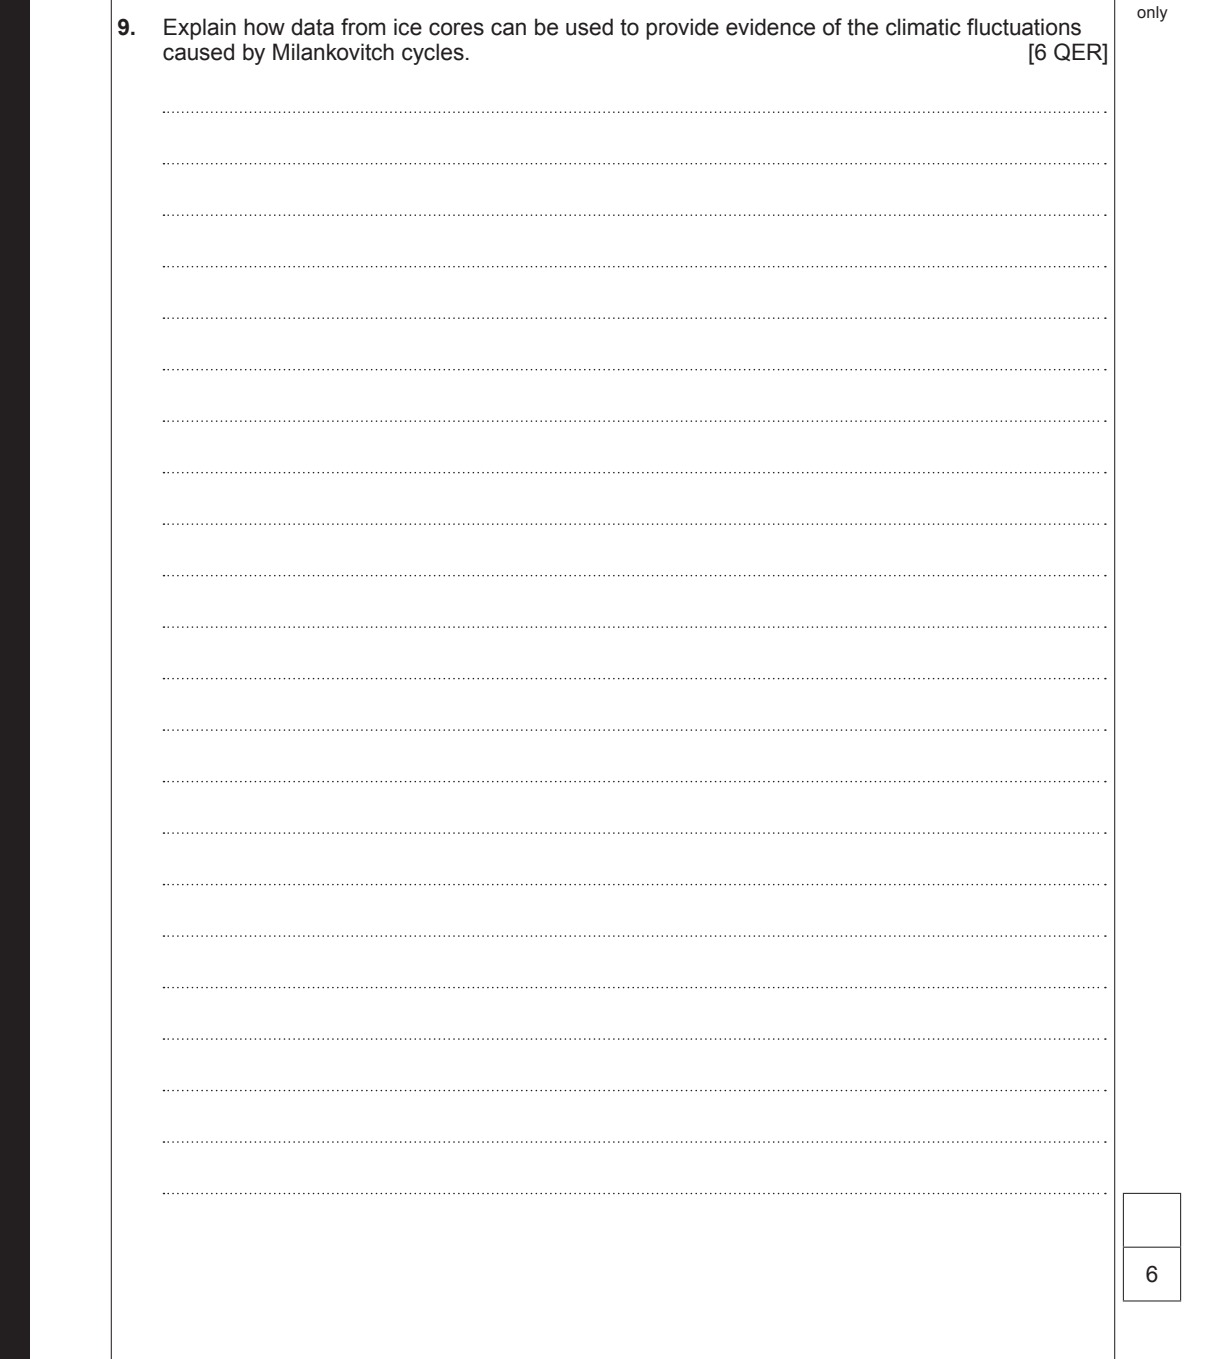 only
9. Explain how data from ice cores can be used to provide evidence of the climatic fluctuations
caused by Milankovitch cycles. [6 QER]
6